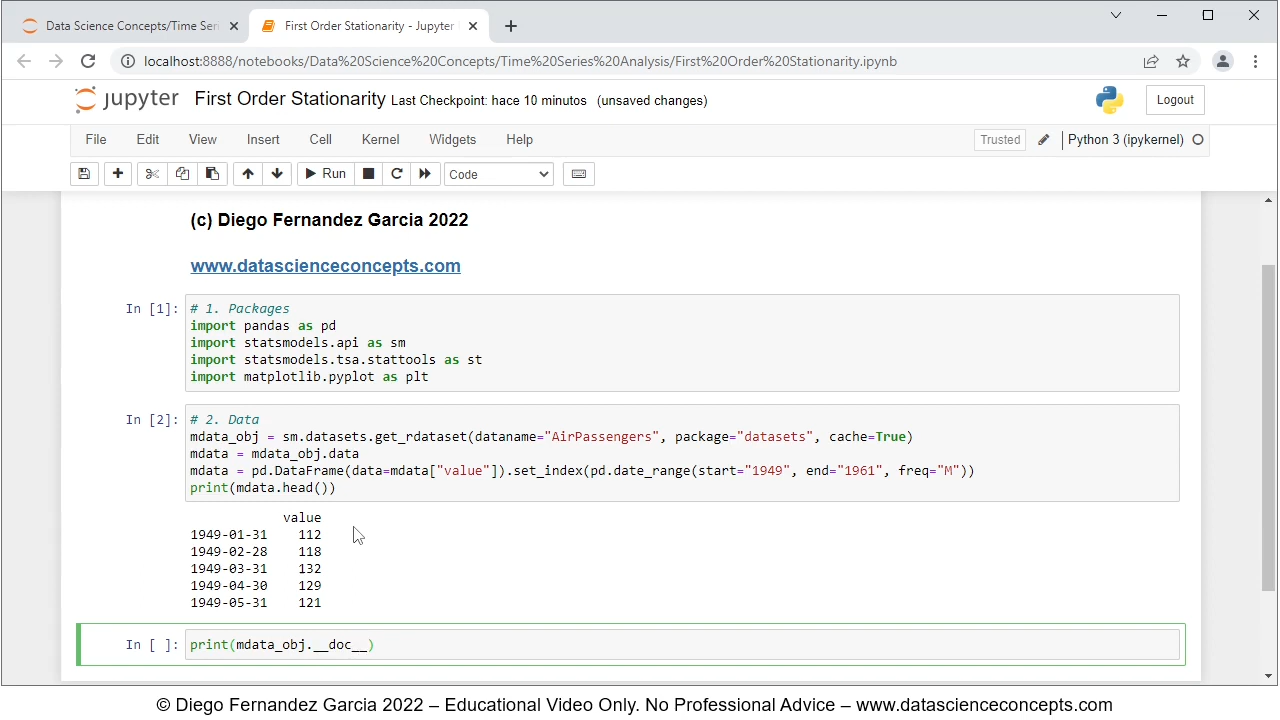 Data Science Concepts/Time Seri
First Order Stationarity - Jupyter
localhost:8888/notebooks/Data%20Science%20Concepts/Time%20Series%20Analysis/First%20Order%20Stationarity.ipynb
jupyter First Order Stationarity Last Checkpoint: hace 10 minutos (unsaved changes)
Logout
File Edit View Insert Cell Kernel Widgets Help
Trusted Python 3 (ipykernel)
Run Code
(c) Diego Fernandez Garcia 2022
www.datascienceconcepts.com
In [1]: # 1. Packages
import pandas as pd
import statsmodels.api as sm
import statsmodels.tsa.stattools as st
import matplotlib.pyplot as plt
In [2]: # 2. Data
mdata_obj = sm.datasets.get_rdataset(dataname="AirPassengers", package="datasets", cache=True)
mdata = mdata_obj.data
mdata = pd.DataFrame(data=mdata["value"]).set_index(pd.date_range(start="1949", end="1961", freq="M"))
print(mdata.head())
value
1949-01-31 112
1949-02-28 118
1949-03-31 132
1949-04-30 129
1949-05-31 121
In [ ]: print(mdata_obj.__doc__)
© Diego Fernandez Garcia 2022 – Educational Video Only. No Professional Advice – www.datascienceconcepts.com